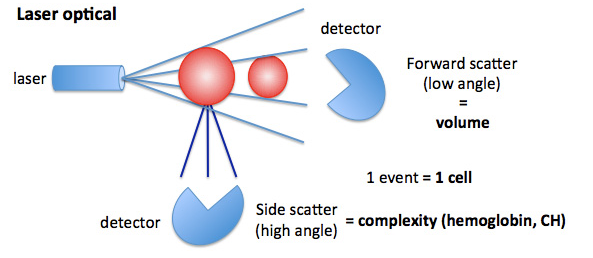 Laser optical
detector
laser
Forward scatter
(low angle)
=
volume
1 event = 1 cell
detector
Side scatter
(high angle)
= complexity (hemoglobin, CH)